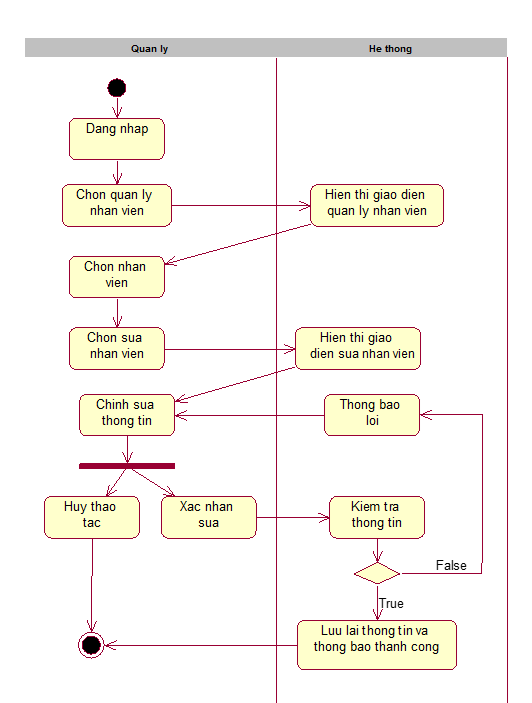 Quan ly
He thong
Dang nhap
Chon quan ly
nhan vien
Hien thi giao dien
quan ly nhan vien
Chon nhan
vien
Chon sua
nhan vien
Hien thi giao
dien sua nhan vien
Chinh sua
thong tin
Thong bao
loi
Huy thao
tac
Xac nhan
sua
Kiem tra
thong tin
False
True
Luu lai thong tin va
thong bao thanh cong